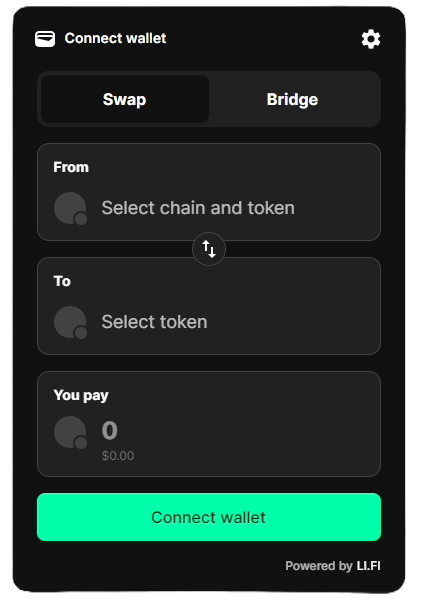 Connect wallet
Swap Bridge
From
Select chain and token
To
Select token
You pay
0
$0.00
Connect wallet
Powered by LI.FI